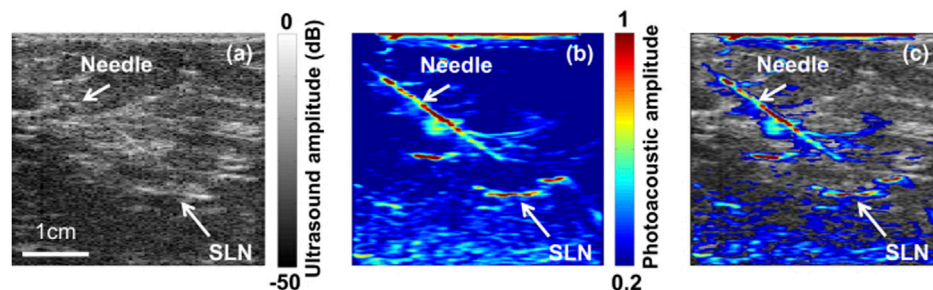 (a)
Needle
SLN
1cm
0
Ultrasound amplitude (dB)
-50
(b)
Needle
SLN
1
Photoacoustic amplitude
0.2
(c)
Needle
SLN